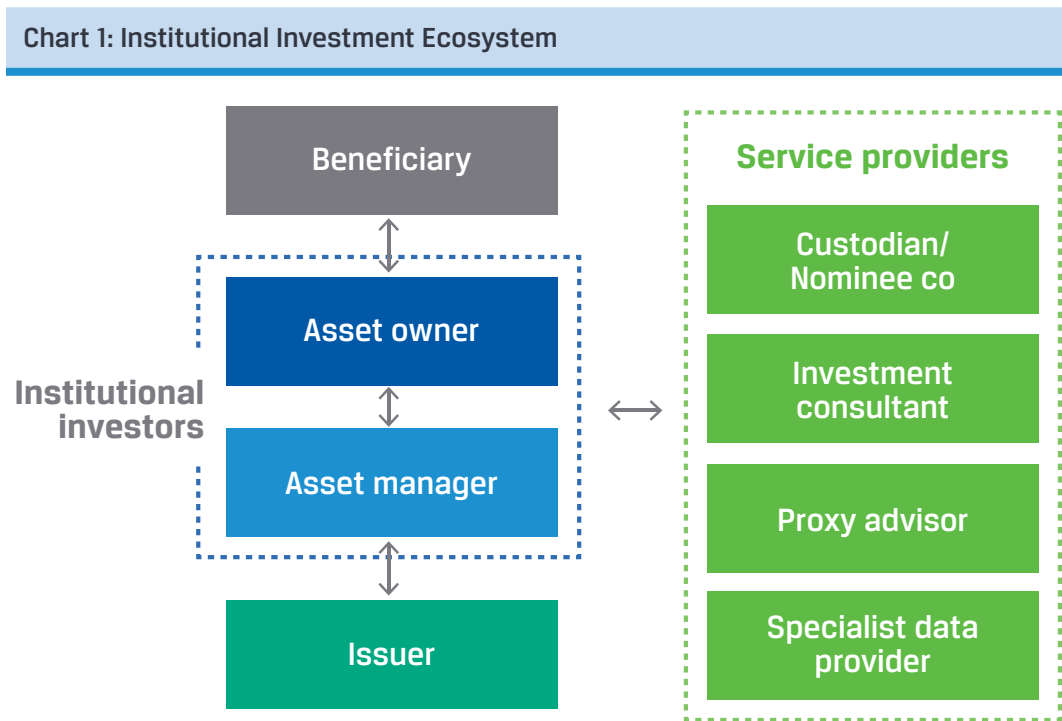 Chart 1: Institutional Investment Ecosystem
Beneficiary
Asset owner
Institutional
investors
Asset manager
Issuer
Service providers
Custodian/
Nominee co
Investment
consultant
Proxy advisor
Specialist data
provider